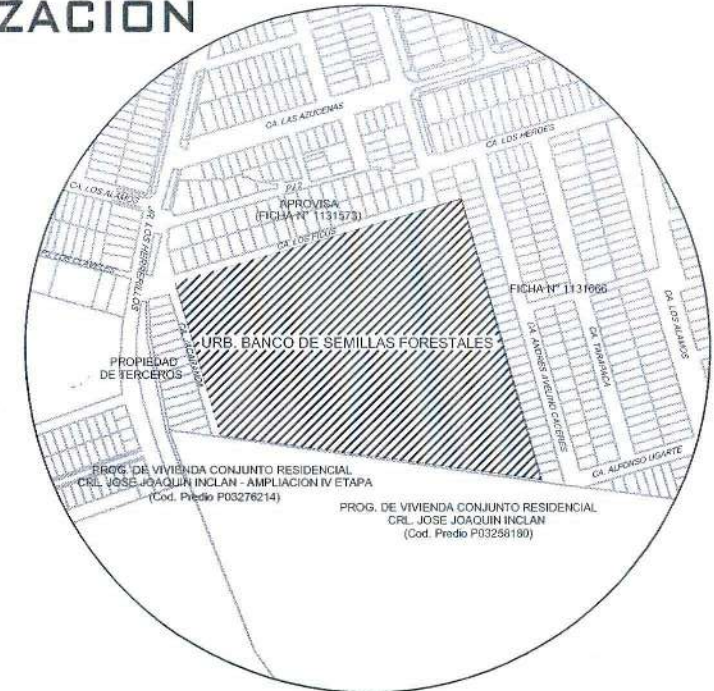 ZACION
CA. LAS AZUCENAS
CA. LOS HEROES
CA. LOS ALAMOS
APROVISA
(FICHA N° 1131573)
CA. LOS FICUS
JR. LOS HERRERILLOS
FICHA N° 1131666
URB. BANCO DE SEMILLAS FORESTALES
CA. JACARANDA
PROPIEDAD
DE TERCEROS
CA. ANDRES AVELINO CACERES
CA. TARAPACA
CA. LOS ALAMOS
CA. ALFONSO UGARTE
PROG. DE VIVIENDA CONJUNTO RESIDENCIAL
CRL. JOSE JOAQUIN INCLAN - AMPLIACION IV ETAPA
(Cod. Predio P03276214)
PROG. DE VIVIENDA CONJUNTO RESIDENCIAL
CRL. JOSE JOAQUIN INCLAN
(Cod. Predio P03258180)